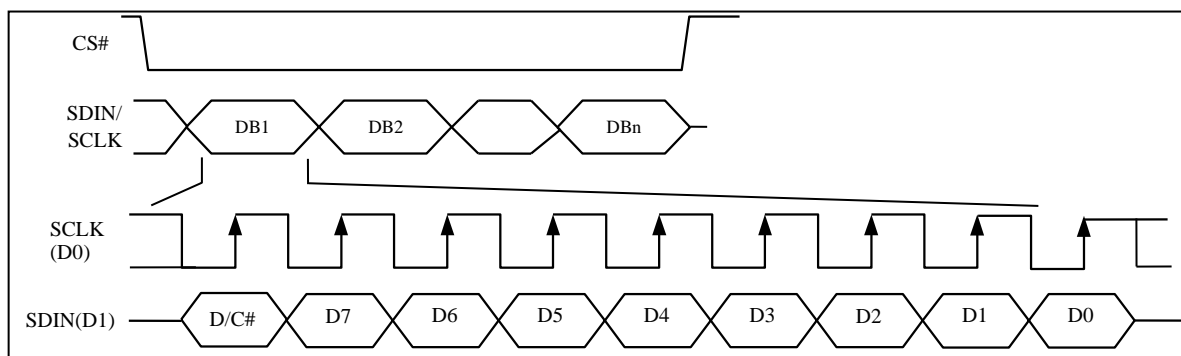 CS#
SDIN/
SCLK
DB1 DB2 DBn
SCLK
(D0)
SDIN(D1) D/C# D7 D6 D5 D4 D3 D2 D1 D0